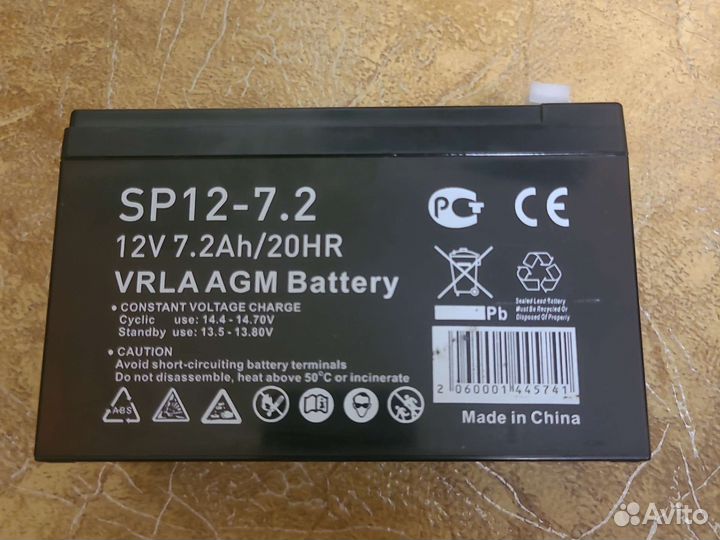 SP12-7.2
12V 7.2Ah/20HR
VRLA AGM Battery
● CONSTANT VOLTAGE CHARGE
Cyclic use: 14.4 - 14.70V
Standby use: 13.5 - 13.80V
● CAUTION
Avoid short-circuiting battery terminals
Do not disassemble, heat above 50°C or incinerate
ABS
РСТ
CE
Pb
Sealed Lead Battery
Must Be Recycled Or
Disposed Of Properly
2 060001 445741
Made in China
Avito